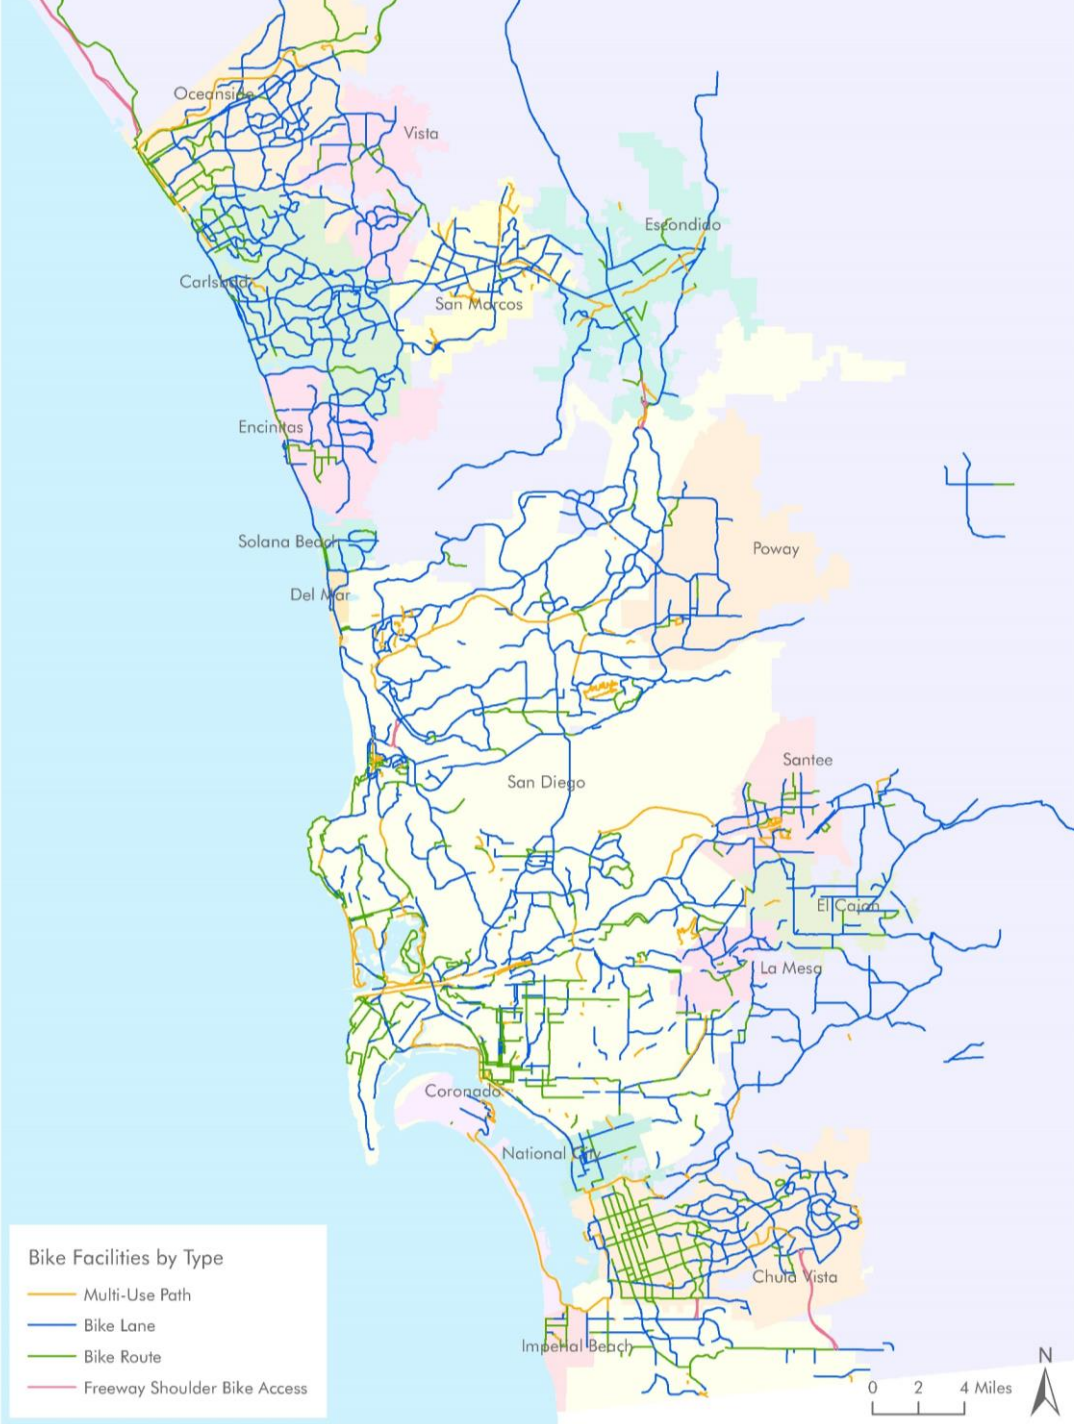 Oceanside
Vista
Escondido
Carlsbad
San Marcos
Encinitas
Solana Beach
Poway
Del Mar
Santee
San Diego
El Cajon
La Mesa
Coronado
National City
Chula Vista
Imperial Beach
Bike Facilities by Type
Multi-Use Path
Bike Lane
Bike Route
Freeway Shoulder Bike Access
N
0 2 4 Miles